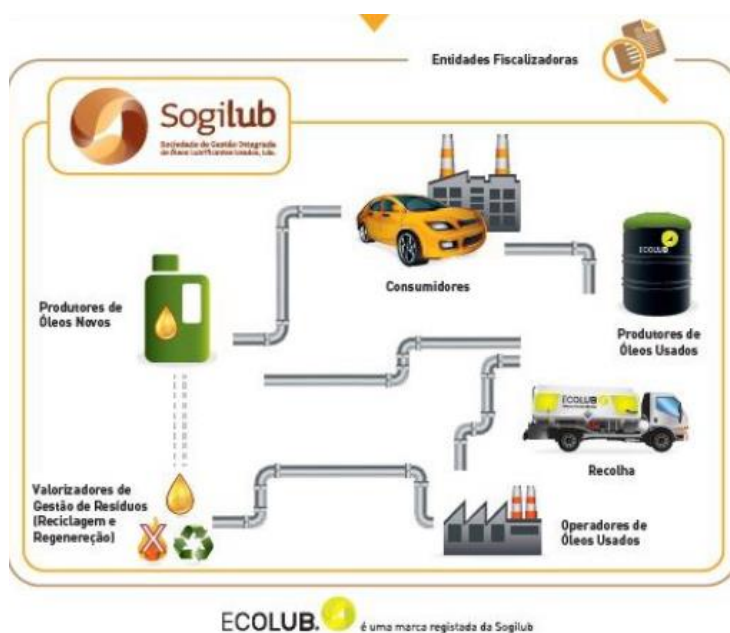 Entidades Fiscalizadoras
Sogilub
Sociedade de Gestão Integrada
de Óleos Lubrificantes Usados, Lda.
Consumidores
ECOLUB
Produtores de
Óleos Novos
Produtores de
Óleos Usados
ECOLUB
Recolha
Valorizadores de
Gestão de Resíduos
(Reciclagem e
Regenereção)
Operadores de
Óleos Usados
ECOLUB.
é uma marca registada da Sogilub